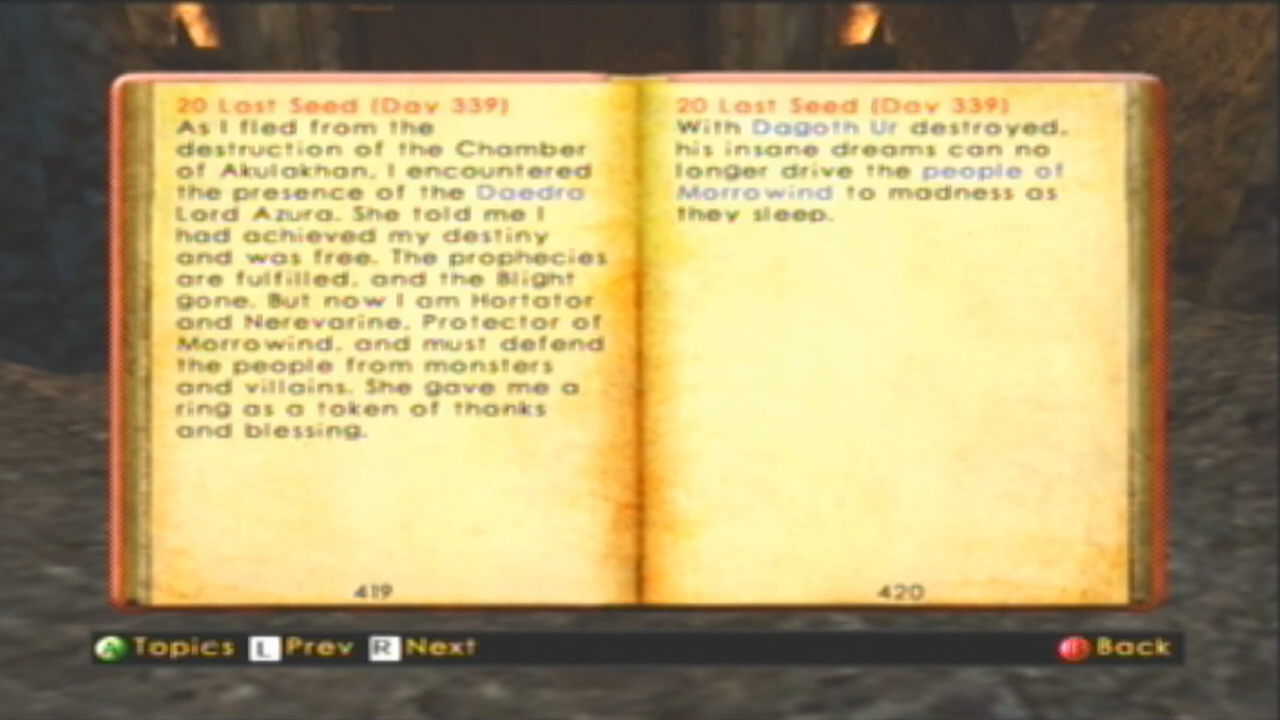 20 Last Seed (Day 339)
As I fled from the
destruction of the Chamber
of Akulakhan, I encountered
the presence of the Daedra
Lord Azura. She told me I
had achieved my destiny
and was free. The prophecies
are fulfilled, and the Blight
gone. But now I am Hortator
and Nerevarine, Protector of
Morrowind, and must defend
the people from monsters
and villains. She gave me a
ring as a token of thanks
and blessing.
419
20 Last Seed (Day 339)
With Dagoth Ur destroyed,
his insane dreams can no
longer drive the people of
Morrowind to madness as
they sleep.
420
A Topics L Prev R Next B Back